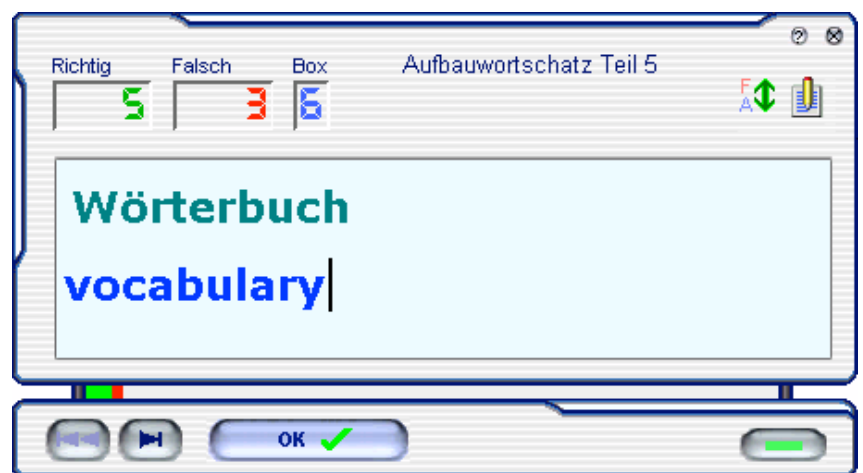 Richtig Falsch Box Aufbauwortschatz Teil 5
5 3 6
F
A
Wörterbuch
vocabulary
OK